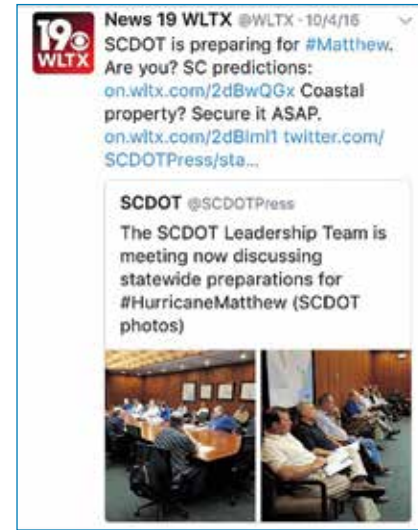 19
WLTX
News 19 WLTX @WLTX · 10/4/16
SCDOT is preparing for #Matthew.
Are you? SC predictions:
on.wltx.com/2dBwQGx Coastal
property? Secure it ASAP.
on.wltx.com/2dBlml1 twitter.com/
SCDOTPress/sta...
SCDOT @SCDOTPress
The SCDOT Leadership Team is
meeting now discussing
statewide preparations for
#HurricaneMatthew (SCDOT
photos)